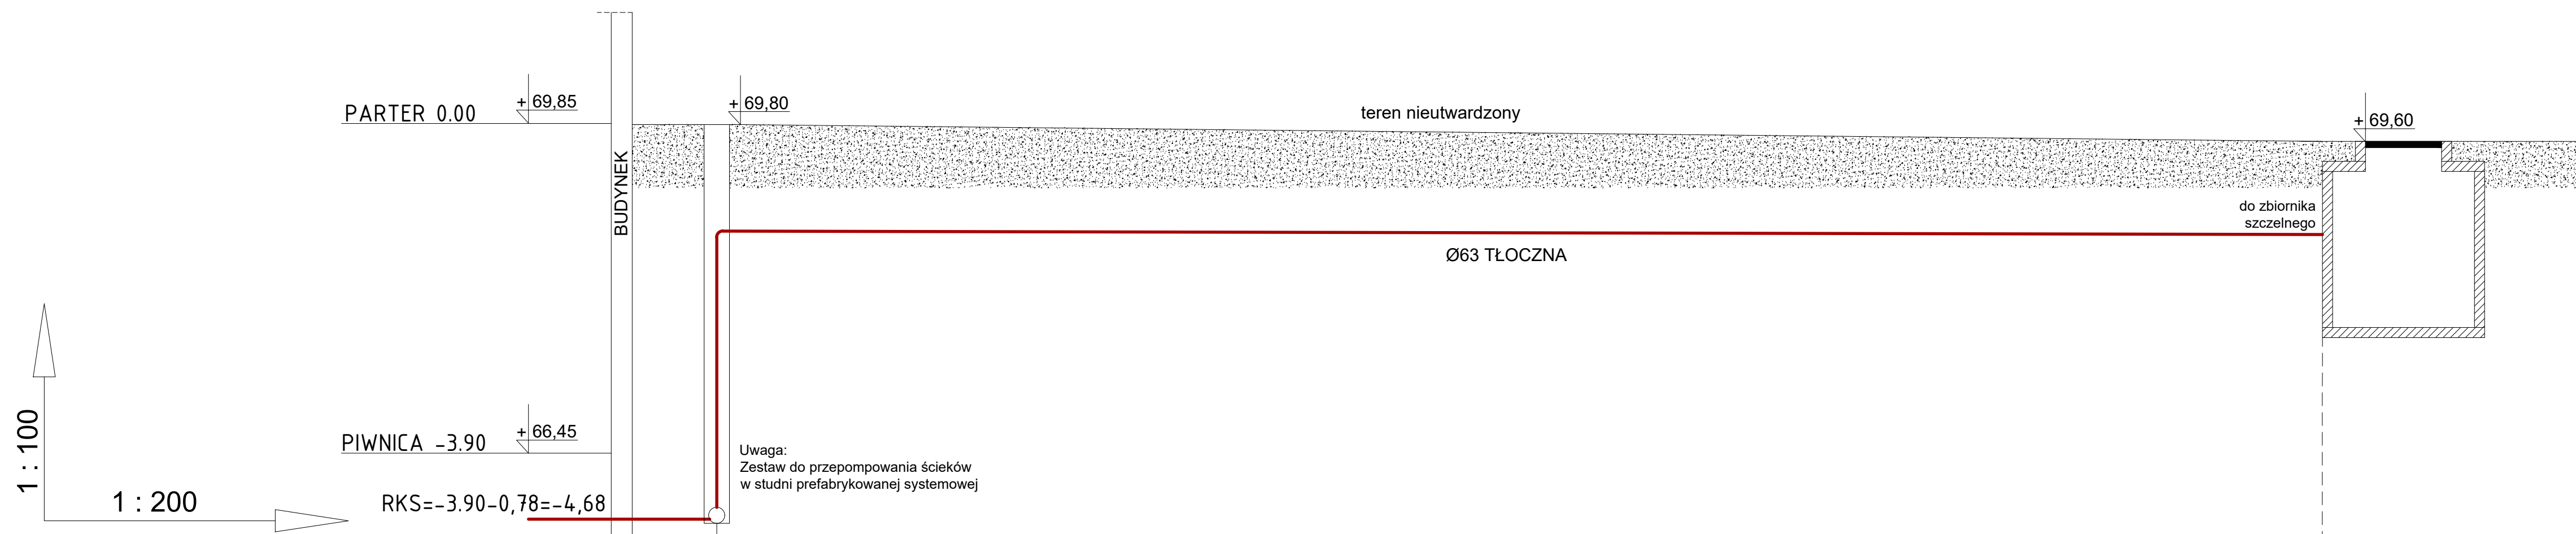 PARTER 0.00
+ 69,85
+ 69,80
teren nieutwardzony
+ 69,60
BUDYNEK
do zbiornika
szczelnego
Ø63 TŁOCZNA
PIWNICA -3.90
+ 66,45
Uwaga:
Zestaw do przepompowania ścieków
w studni prefabrykowanej systemowej
1 : 100
1 : 200
RKS=-3.90-0,78=-4,68